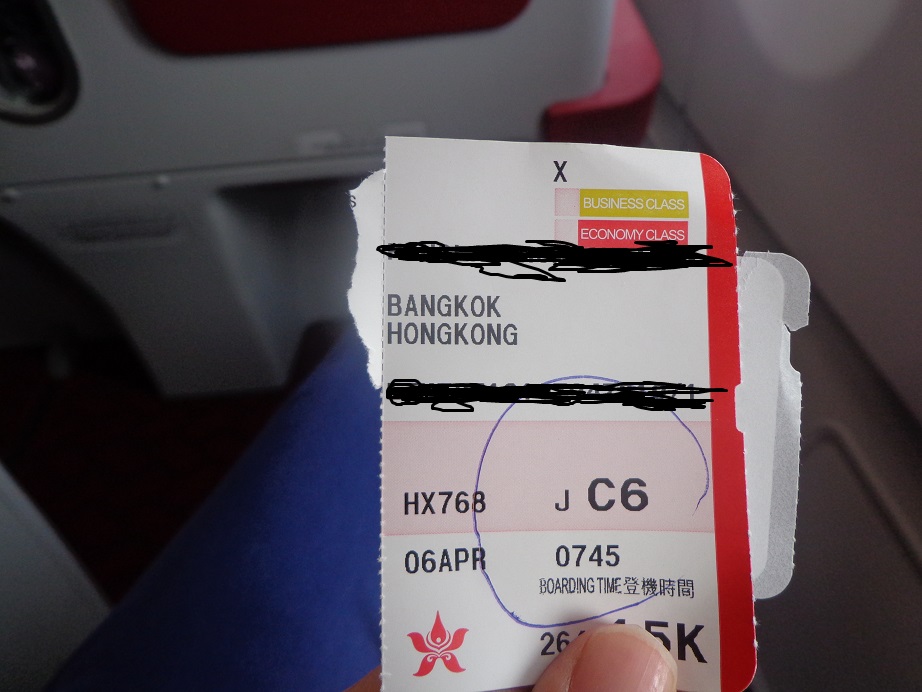 X
BUSINESS CLASS
ECONOMY CLASS
BANGKOK
HONGKONG
HX768 J C6
06APR 0745
BOARDING TIME 登機時間